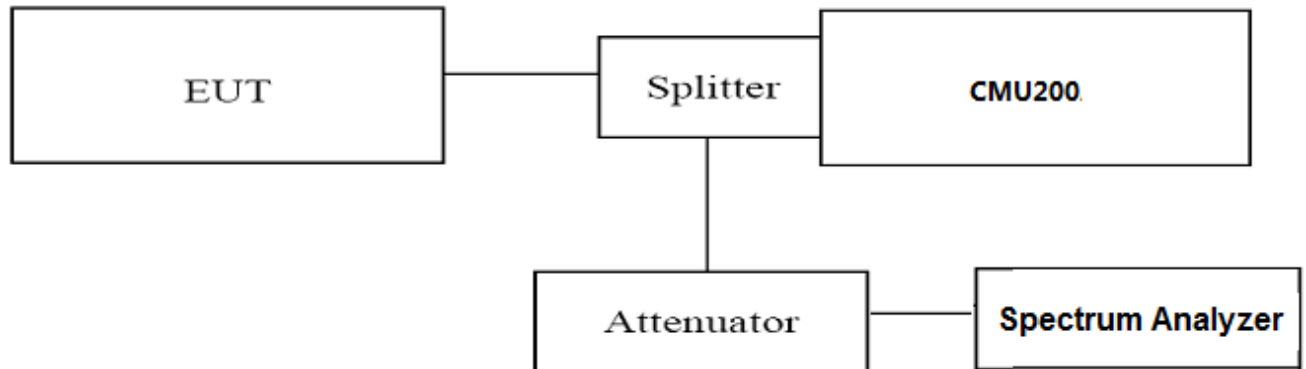 EUT
Splitter
CMU200.
Attenuator
Spectrum Analyzer